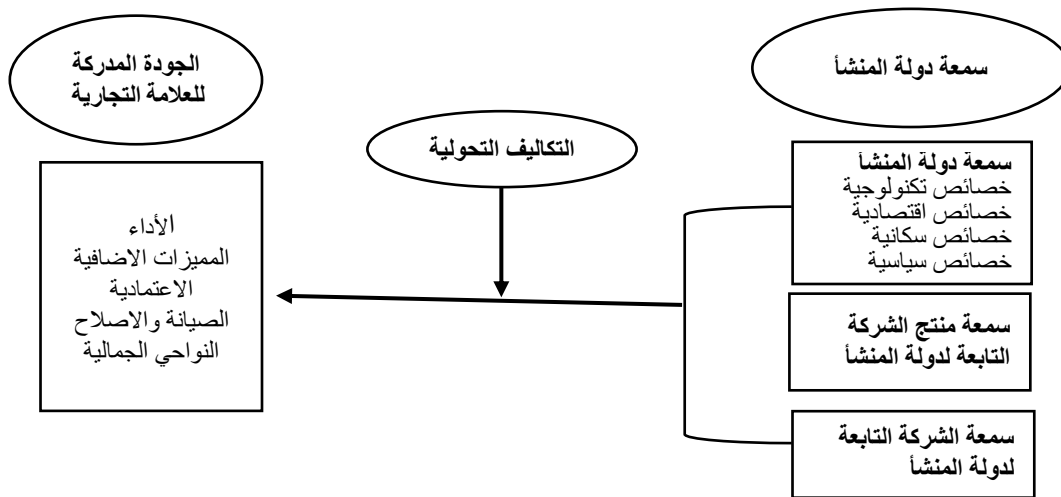 سمعة دولة المنشأ
سمعة دولة المنشأ
خصائص تكنولوجية
خصائص اقتصادية
خصائص سكانية
خصائص سياسية
سمعة منتج الشركة
التابعة لدولة المنشأ
سمعة الشركة التابعة
لدولة المنشأ
التكاليف التحولية
الجودة المدركة
للعلامة التجارية
الأداء
المميزات الاضافية
الاعتمادية
الصيانة والاصلاح
النواحي الجمالية